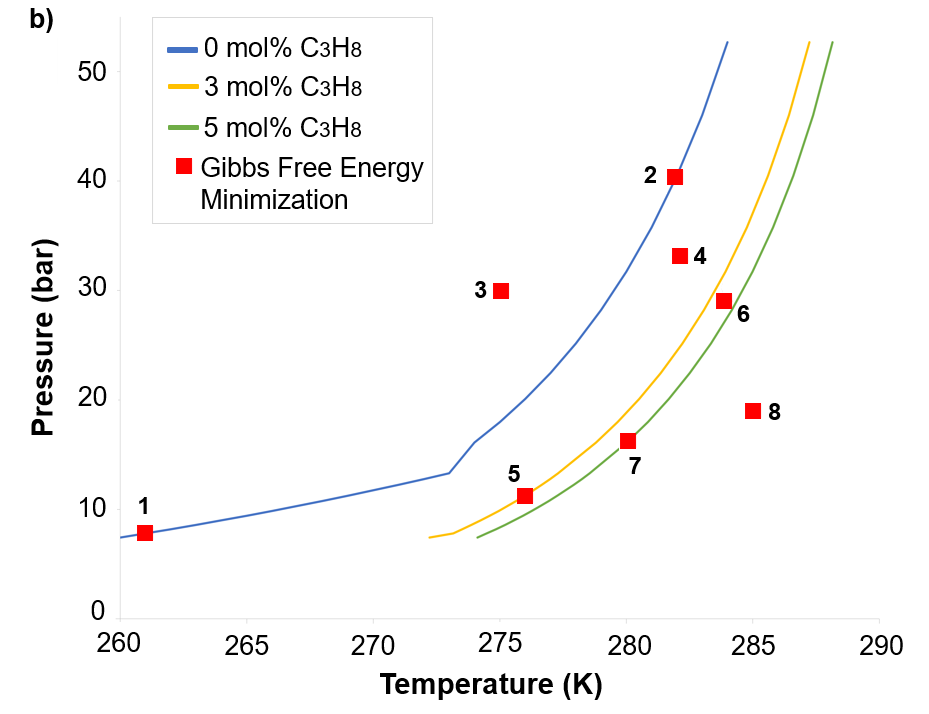 b)
0 mol% C3H8
3 mol% C3H8
5 mol% C3H8
Gibbs Free Energy
Minimization
50
40
30
20
10
0
260
265
270
275
280
285
290
Pressure (bar)
Temperature (K)
1
2
3
4
5
6
7
8